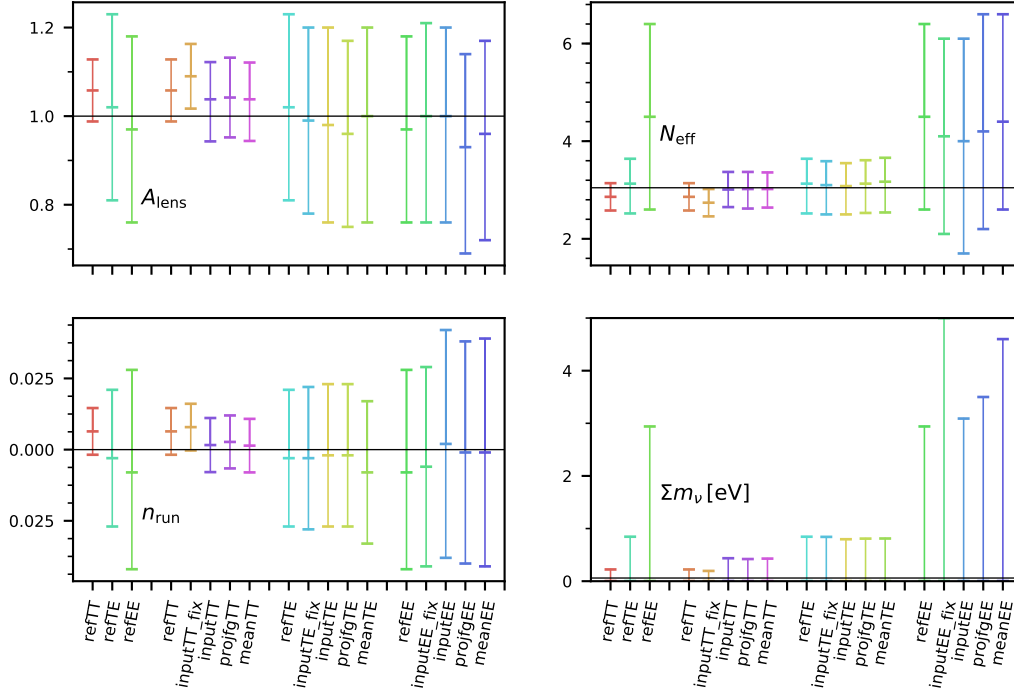 1.2
1.0
0.8
A_lens
6
4
2
N_eff
0.025
0.000
0.025
n_run
4
2
0
Σm_ν [eV]
refTT
refTE
refEE
refTT
inputTT_fix
inputTT
projfgTT
meanTT
refTE
inputTE_fix
inputTE
projfgTE
meanTE
refEE
inputEE_fix
inputEE
projfgEE
meanEE
refTT
refTE
refEE
refTT
inputTT_fix
inputTT
projfgTT
meanTT
refTE
inputTE_fix
inputTE
projfgTE
meanTE
refEE
inputEE_fix
inputEE
projfgEE
meanEE